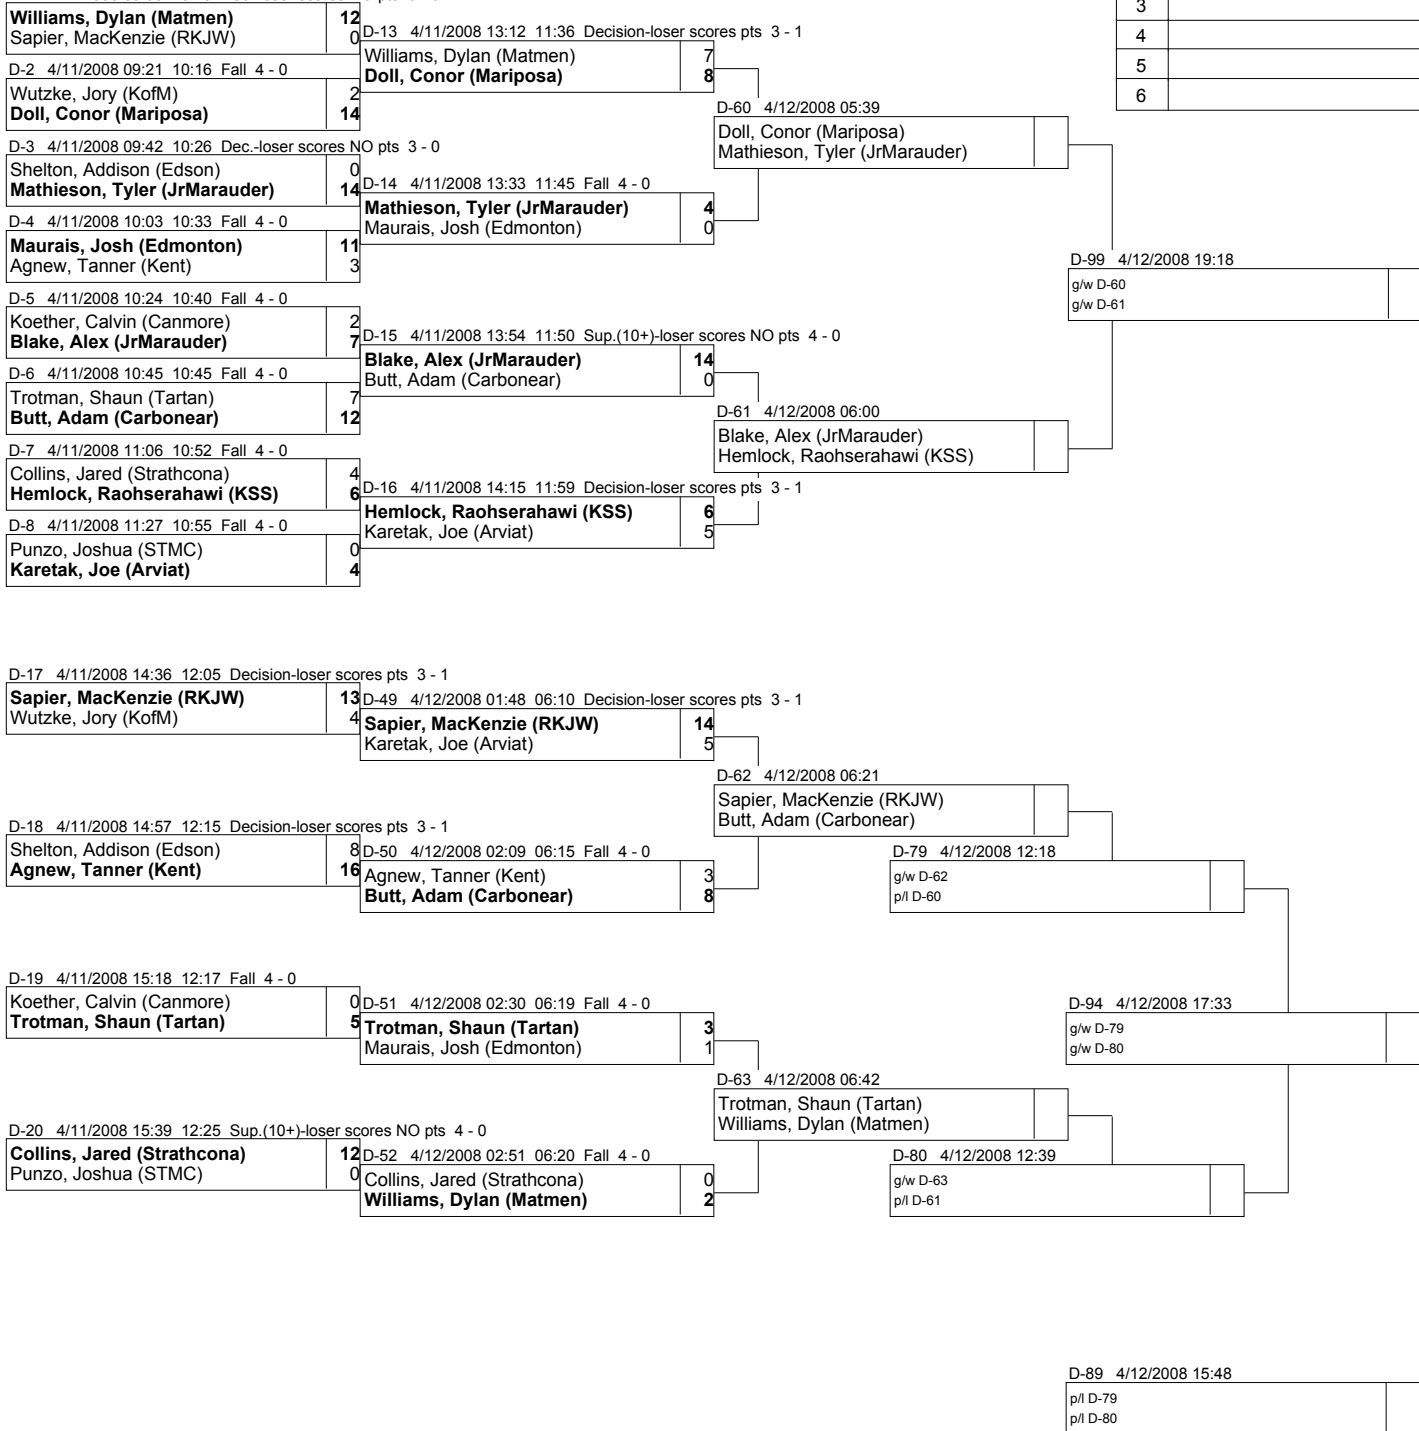 Williams, Dylan (Matmen) 12
Sapier, MacKenzie (RKJW) 0
D-2 4/11/2008 09:21 10:16 Fall 4 - 0
Wutzke, Jory (KofM) 2
Doll, Conor (Mariposa) 14
D-3 4/11/2008 09:42 10:26 Dec.-loser scores NO pts 3 - 0
Shelton, Addison (Edson) 0
Mathieson, Tyler (JrMarauder) 14
D-4 4/11/2008 10:03 10:33 Fall 4 - 0
Maurais, Josh (Edmonton) 11
Agnew, Tanner (Kent) 3
D-5 4/11/2008 10:24 10:40 Fall 4 - 0
Koether, Calvin (Canmore) 2
Blake, Alex (JrMarauder) 7
D-6 4/11/2008 10:45 10:45 Fall 4 - 0
Trotman, Shaun (Tartan) 7
Butt, Adam (Carbonear) 12
D-7 4/11/2008 11:06 10:52 Fall 4 - 0
Collins, Jared (Strathcona) 4
Hemlock, Raohserahawi (KSS) 6
D-8 4/11/2008 11:27 10:55 Fall 4 - 0
Punzo, Joshua (STMC) 0
Karetak, Joe (Arviat) 4
D-13 4/11/2008 13:12 11:36 Decision-loser scores pts 3 - 1
Williams, Dylan (Matmen) 7
Doll, Conor (Mariposa) 8
D-14 4/11/2008 13:33 11:45 Fall 4 - 0
Mathieson, Tyler (JrMarauder) 4
Maurais, Josh (Edmonton) 0
D-15 4/11/2008 13:54 11:50 Sup.(10+)-loser scores NO pts 4 - 0
Blake, Alex (JrMarauder) 14
Butt, Adam (Carbonear) 0
D-16 4/11/2008 14:15 11:59 Decision-loser scores pts 3 - 1
Hemlock, Raohserahawi (KSS) 6
Karetak, Joe (Arviat) 5
D-60 4/12/2008 05:39
Doll, Conor (Mariposa)
Mathieson, Tyler (JrMarauder)
D-61 4/12/2008 06:00
Blake, Alex (JrMarauder)
Hemlock, Raohserahawi (KSS)
3
4
5
6
D-99 4/12/2008 19:18
g/w D-60
g/w D-61
D-17 4/11/2008 14:36 12:05 Decision-loser scores pts 3 - 1
Sapier, MacKenzie (RKJW) 13
Wutzke, Jory (KofM) 4
D-18 4/11/2008 14:57 12:15 Decision-loser scores pts 3 - 1
Shelton, Addison (Edson) 8
Agnew, Tanner (Kent) 16
D-19 4/11/2008 15:18 12:17 Fall 4 - 0
Koether, Calvin (Canmore) 0
Trotman, Shaun (Tartan) 5
D-20 4/11/2008 15:39 12:25 Sup.(10+)-loser scores NO pts 4 - 0
Collins, Jared (Strathcona) 12
Punzo, Joshua (STMC) 0
D-49 4/12/2008 01:48 06:10 Decision-loser scores pts 3 - 1
Sapier, MacKenzie (RKJW) 14
Karetak, Joe (Arviat) 5
D-50 4/12/2008 02:09 06:15 Fall 4 - 0
Agnew, Tanner (Kent) 3
Butt, Adam (Carbonear) 8
D-51 4/12/2008 02:30 06:19 Fall 4 - 0
Trotman, Shaun (Tartan) 3
Maurais, Josh (Edmonton) 1
D-52 4/12/2008 02:51 06:20 Fall 4 - 0
Collins, Jared (Strathcona) 0
Williams, Dylan (Matmen) 2
D-62 4/12/2008 06:21
Sapier, MacKenzie (RKJW)
Butt, Adam (Carbonear)
D-63 4/12/2008 06:42
Trotman, Shaun (Tartan)
Williams, Dylan (Matmen)
D-79 4/12/2008 12:18
g/w D-62
p/l D-60
D-80 4/12/2008 12:39
g/w D-63
p/l D-61
D-94 4/12/2008 17:33
g/w D-79
g/w D-80
D-89 4/12/2008 15:48
p/l D-79
p/l D-80